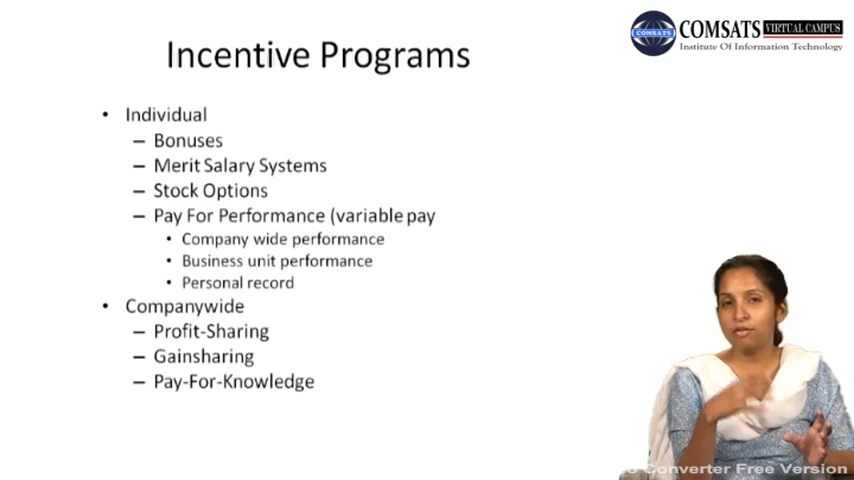 Incentive Programs
COMSATS
COMSATS VIRTUAL CAMPUS
Institute Of Information Technology
• Individual
– Bonuses
– Merit Salary Systems
– Stock Options
– Pay For Performance (variable pay
• Company wide performance
• Business unit performance
• Personal record
• Companywide
– Profit-Sharing
– Gainsharing
– Pay-For-Knowledge
Converter Free Version